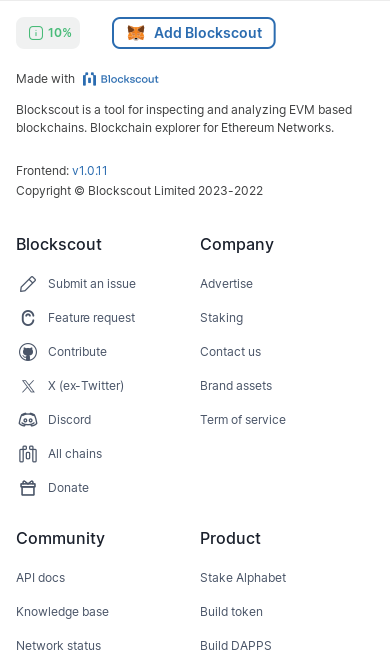 10%
Add Blockscout
Made with Blockscout
Blockscout is a tool for inspecting and analyzing EVM based
blockchains. Blockchain explorer for Ethereum Networks.
Frontend: v1.0.11
Copyright © Blockscout Limited 2023-2022
Blockscout
Submit an issue
Feature request
Contribute
X (ex-Twitter)
Discord
All chains
Donate
Company
Advertise
Staking
Contact us
Brand assets
Term of service
Community
API docs
Knowledge base
Network status
Product
Stake Alphabet
Build token
Build DAPPS